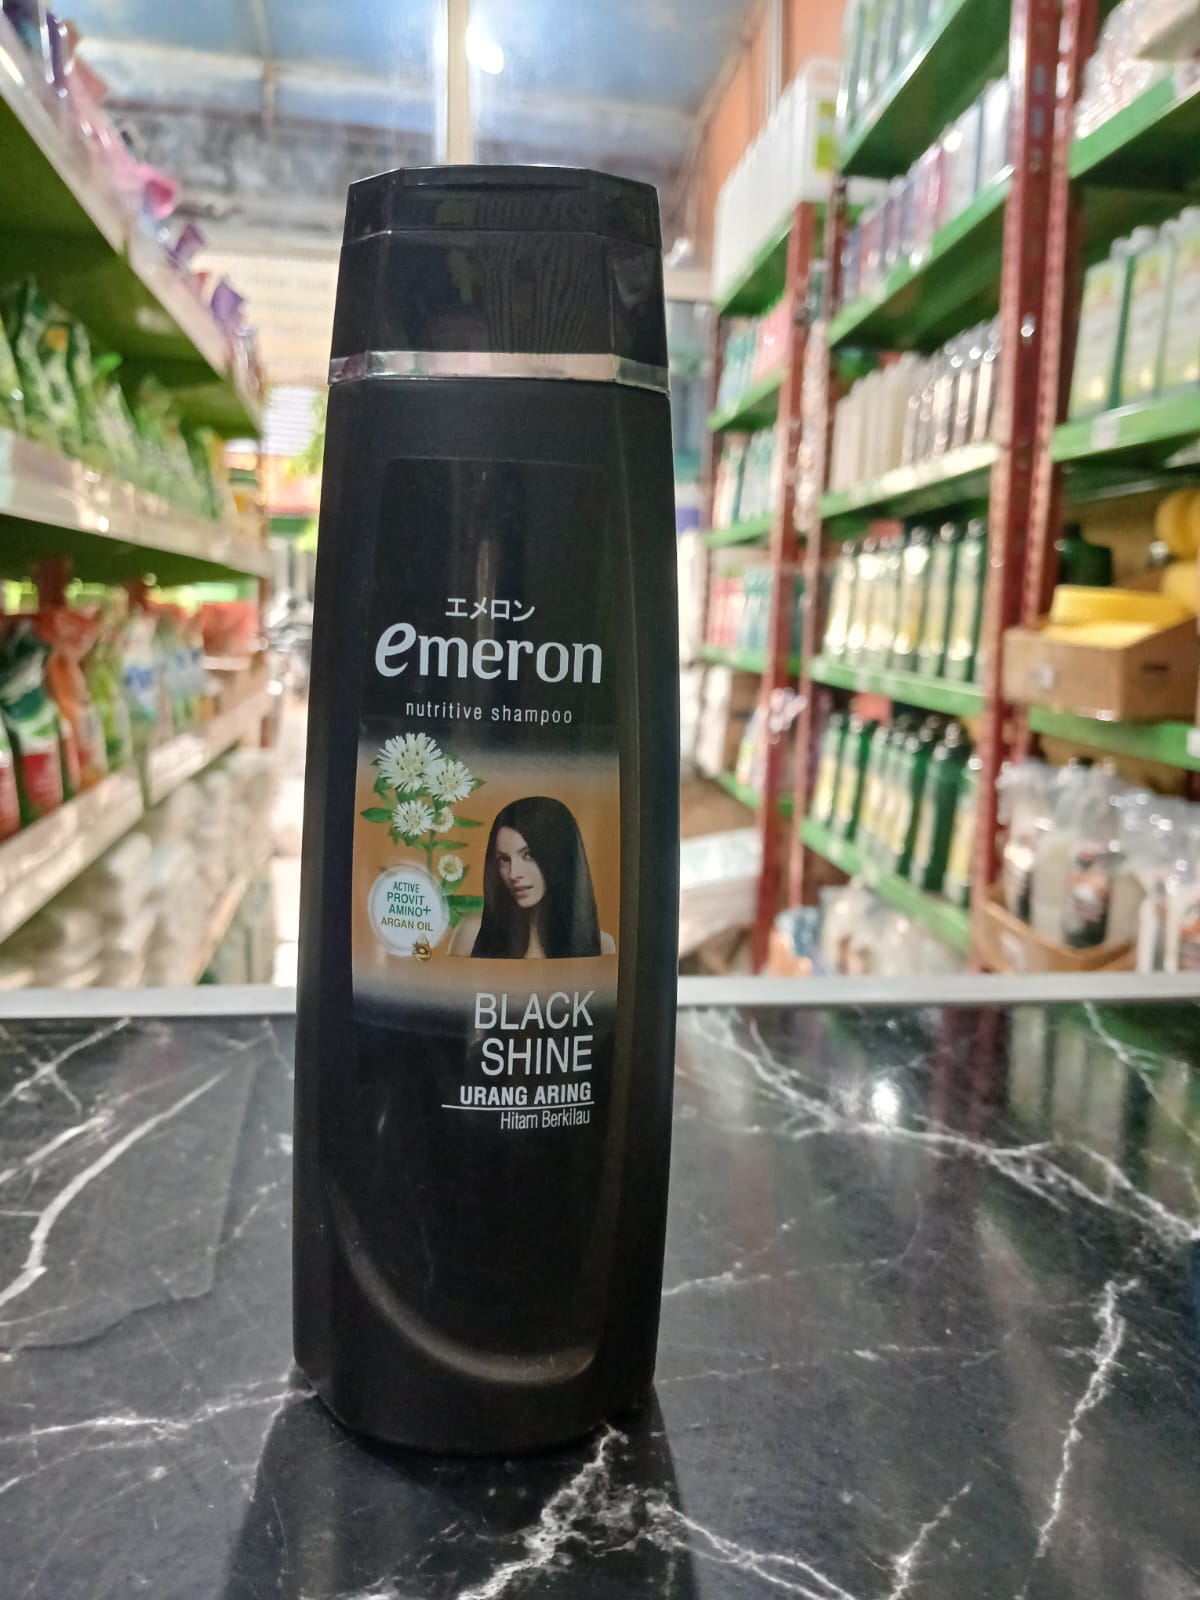 エメロン
emeron
nutritive shampoo
ACTIVE
PROVIT
AMINO+
ARGAN OIL
BLACK
SHINE
URANG ARING
Hitam Berkilau